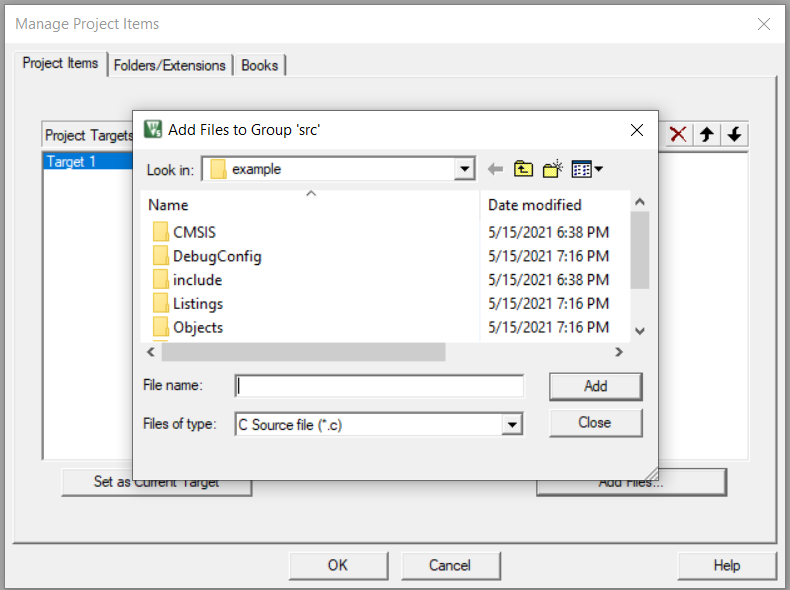 Manage Project Items
Project Items Folders/Extensions Books
Project Targets
Target 1
Add Files to Group 'src'
Look in: example
Name Date modified
CMSIS 5/15/2021 6:38 PM
DebugConfig 5/15/2021 7:16 PM
include 5/15/2021 6:38 PM
Listings 5/15/2021 7:16 PM
Objects 5/15/2021 7:16 PM
File name: Add
Files of type: C Source file (*.c) Close
Set as Current Target Add Files...
OK Cancel Help